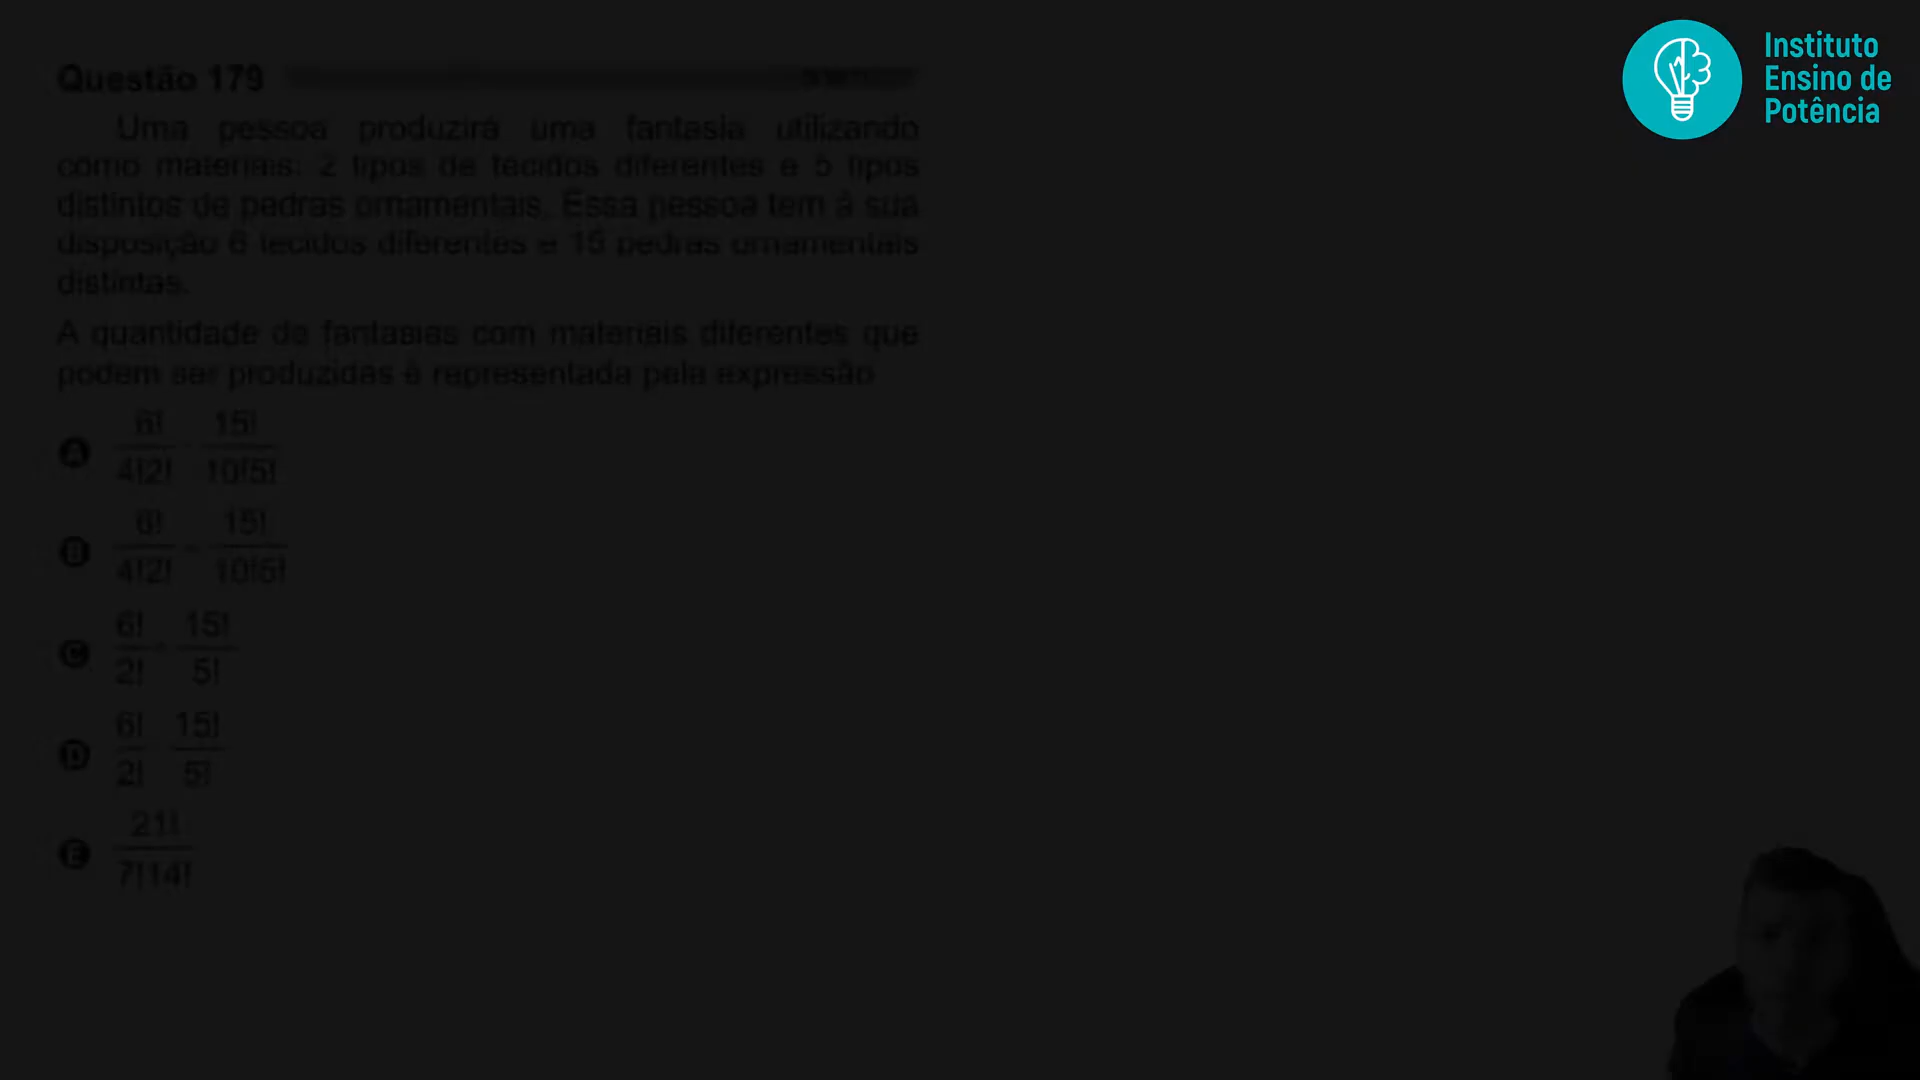 Instituto
Ensino de
Potência
Questão 179
Uma pessoa produzirá uma fantasia utilizando
como materiais: 2 tipos de tecidos diferentes e 5 tipos
distintos de pedras ornamentais. Essa pessoa tem à sua
disposição 6 tecidos diferentes e 15 pedras ornamentais
distintas.
A quantidade de fantasias com materiais diferentes que
podem ser produzidas é representada pela expressão
A 6! 15!
4!2! 10!5!
B 6! 15!
4!2! 10!5!
C 6! 15!
2! 5!
D 6! 15!
2! 5!
E 21!
7!14!